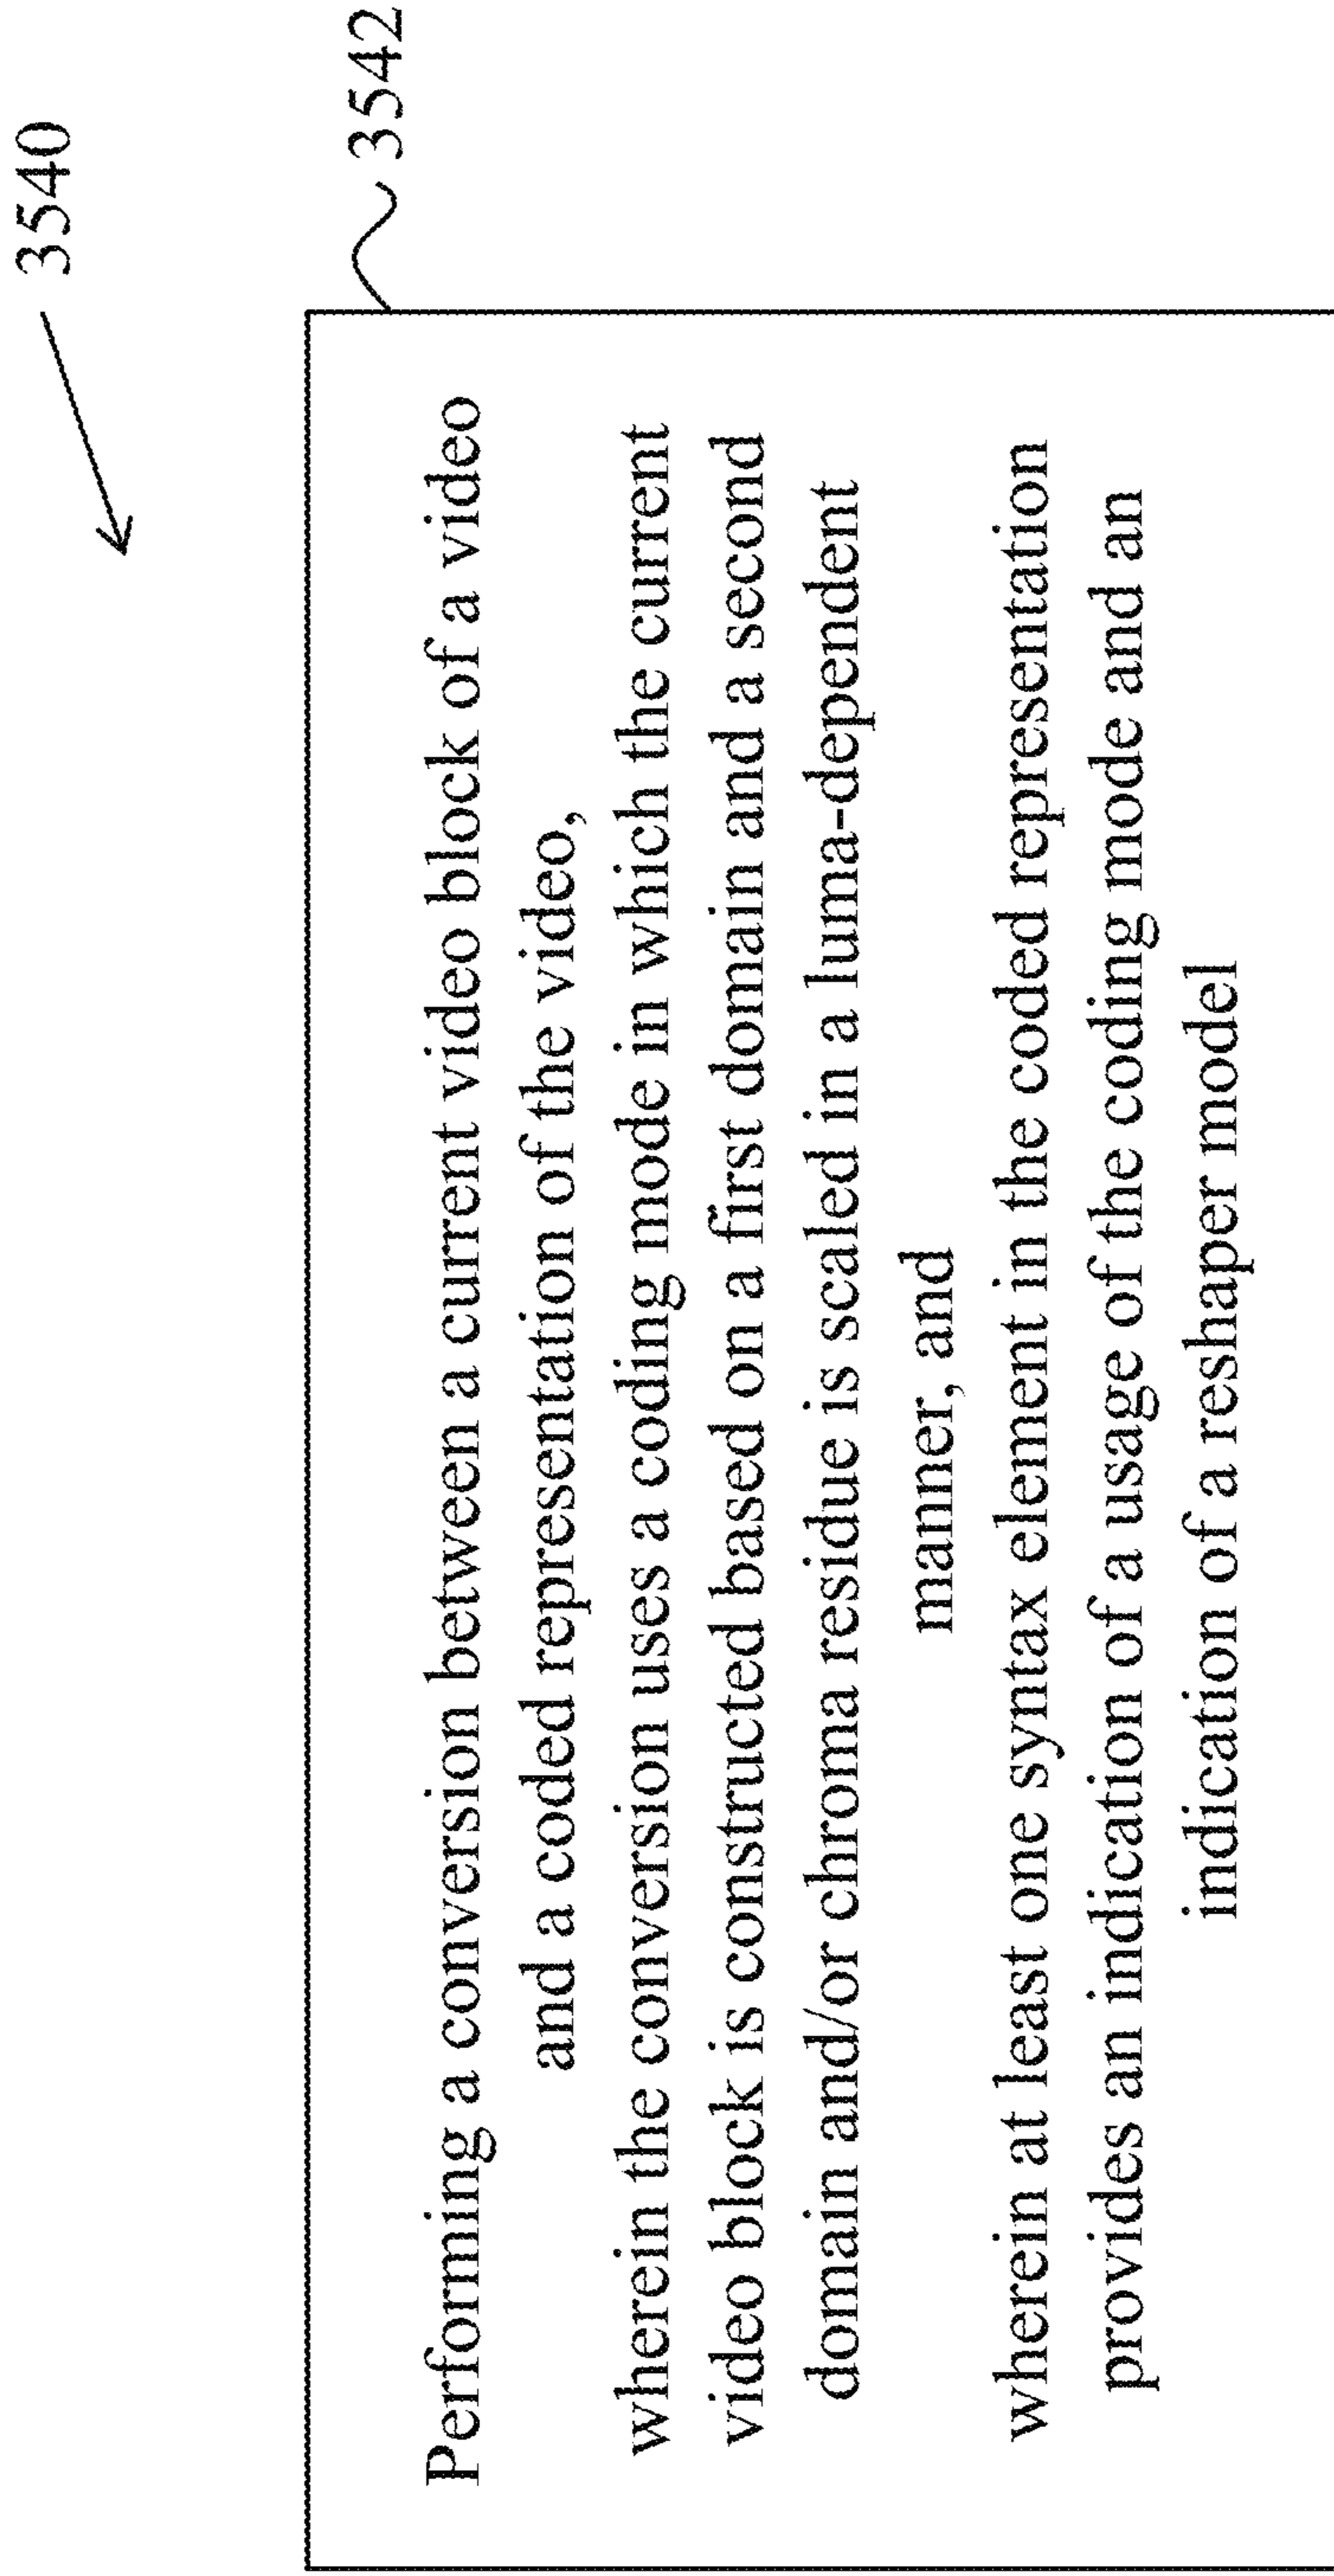 3540
3542
Performing a conversion between a current video block of a video
and a coded representation of the video,
wherein the conversion uses a coding mode in which the current
video block is constructed based on a first domain and a second
domain and/or chroma residue is scaled in a luma-dependent
manner, and
wherein at least one syntax element in the coded representation
provides an indication of a usage of the coding mode and an
indication of a reshaper model